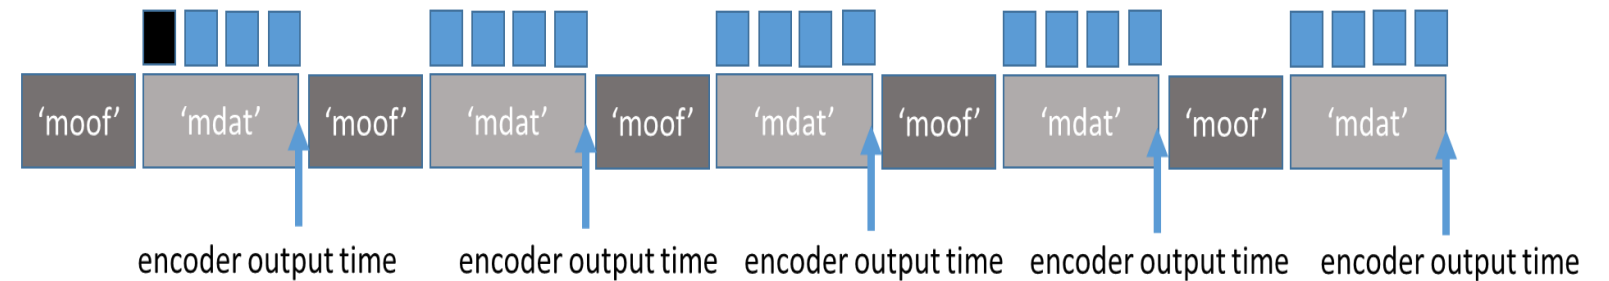 ‘moof’ ‘mdat’ ‘moof’ ‘mdat’ ‘moof’ ‘mdat’ ‘moof’ ‘mdat’ ‘moof’ ‘mdat’
encoder output time encoder output time encoder output time encoder output time encoder output time